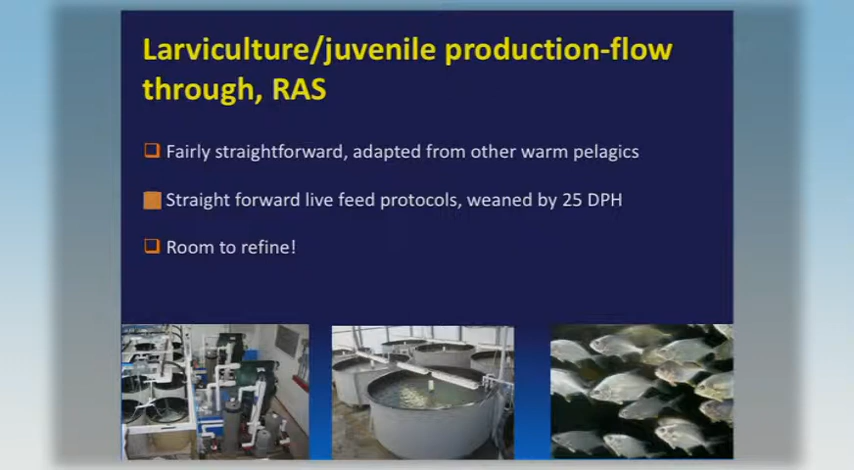 Larviculture/juvenile production-flow
through, RAS
Fairly straightforward, adapted from other warm pelagics
Straight forward live feed protocols, weaned by 25 DPH
Room to refine!